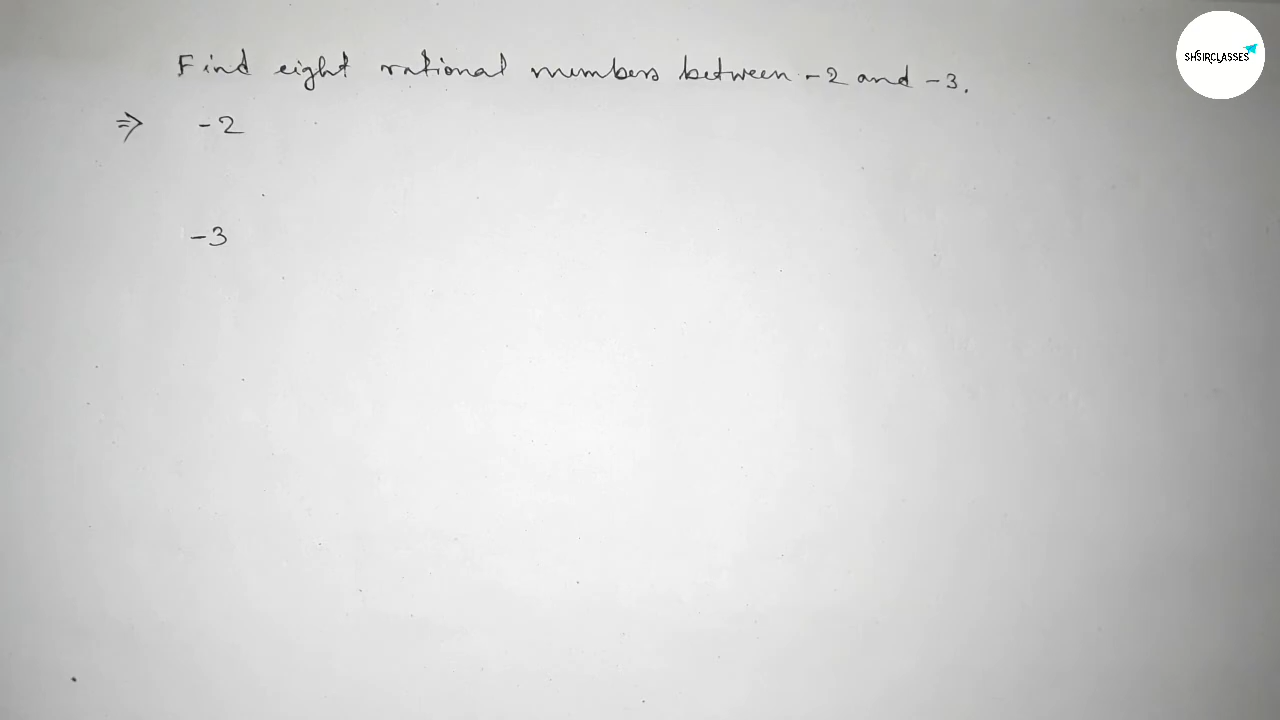 Find eight rational numbers between -2 and -3.
⇒ -2
-3
SHSIRCLASSES